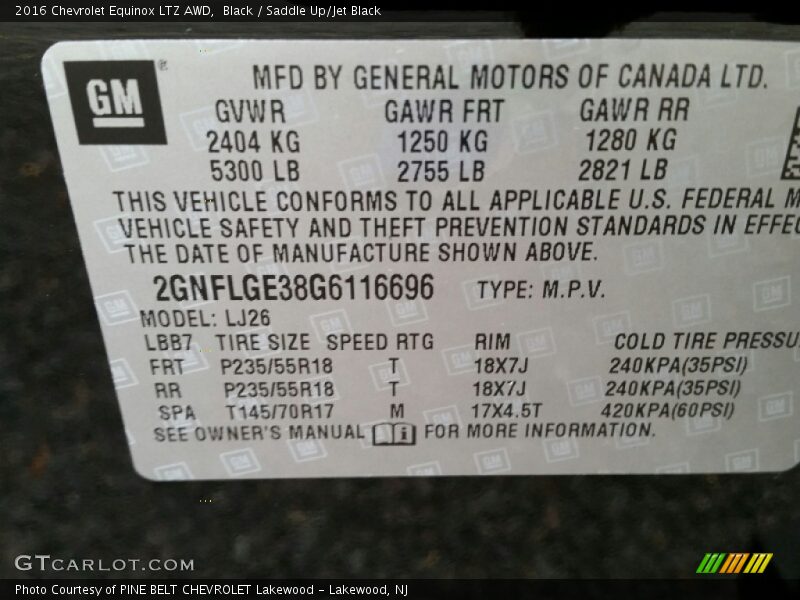 2016 Chevrolet Equinox LTZ AWD, Black / Saddle Up/Jet Black
GM ® MFD BY GENERAL MOTORS OF CANADA LTD.
GVWR GAWR FRT GAWR RR
2404 KG 1250 KG 1280 KG
5300 LB 2755 LB 2821 LB
THIS VEHICLE CONFORMS TO ALL APPLICABLE U.S. FEDERAL M
VEHICLE SAFETY AND THEFT PREVENTION STANDARDS IN EFFEC
THE DATE OF MANUFACTURE SHOWN ABOVE.
2GNFLGE38G6116696 TYPE: M.P.V.
MODEL: LJ26
LBB7 TIRE SIZE SPEED RTG RIM COLD TIRE PRESSU
FRT P235/55R18 T 18X7J 240KPA(35PSI)
RR P235/55R18 T 18X7J 240KPA(35PSI)
SPA T145/70R17 M 17X4.5T 420KPA(60PSI)
SEE OWNER'S MANUAL FOR MORE INFORMATION.
GTCARLOT.COM
Photo Courtesy of PINE BELT CHEVROLET Lakewood - Lakewood, NJ